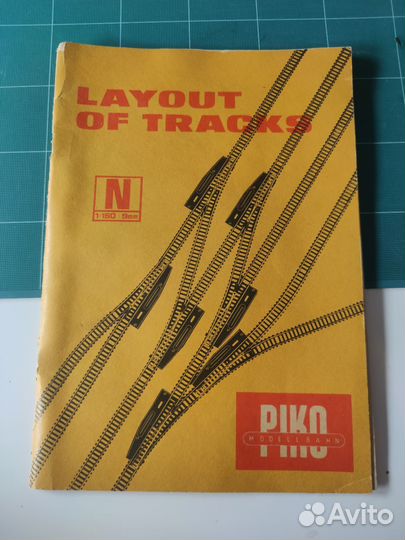 LAYOUT
OF TRACKS
N
1:160 · 9mm
PIKO
MODELLBAHN
Avito